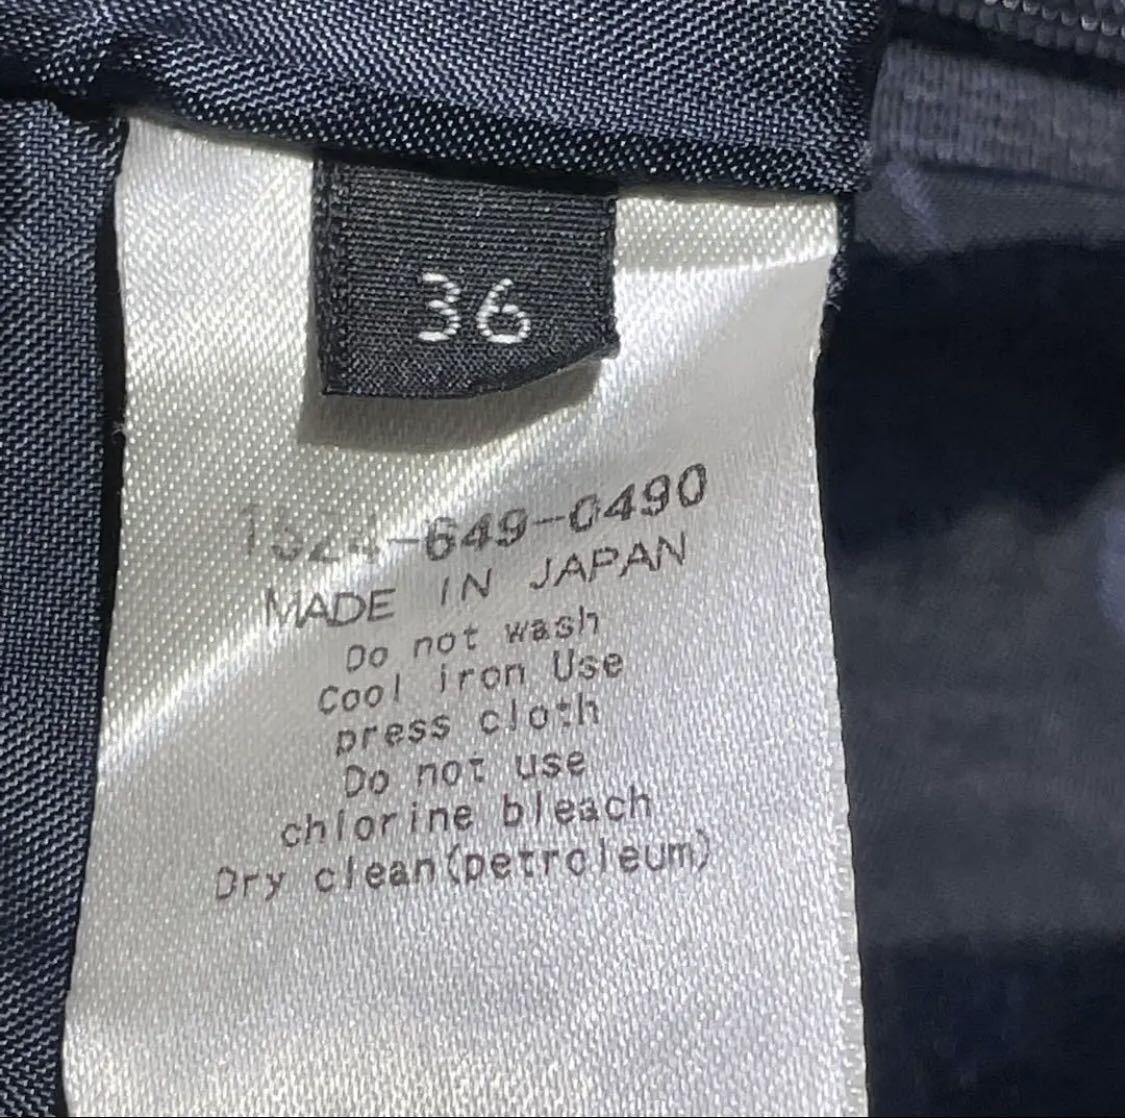 36
1524-649-0490
MADE IN JAPAN
Do not wash
Cool iron Use
press cloth
Do not use
chlorine bleach
Dry clean(petroleum)